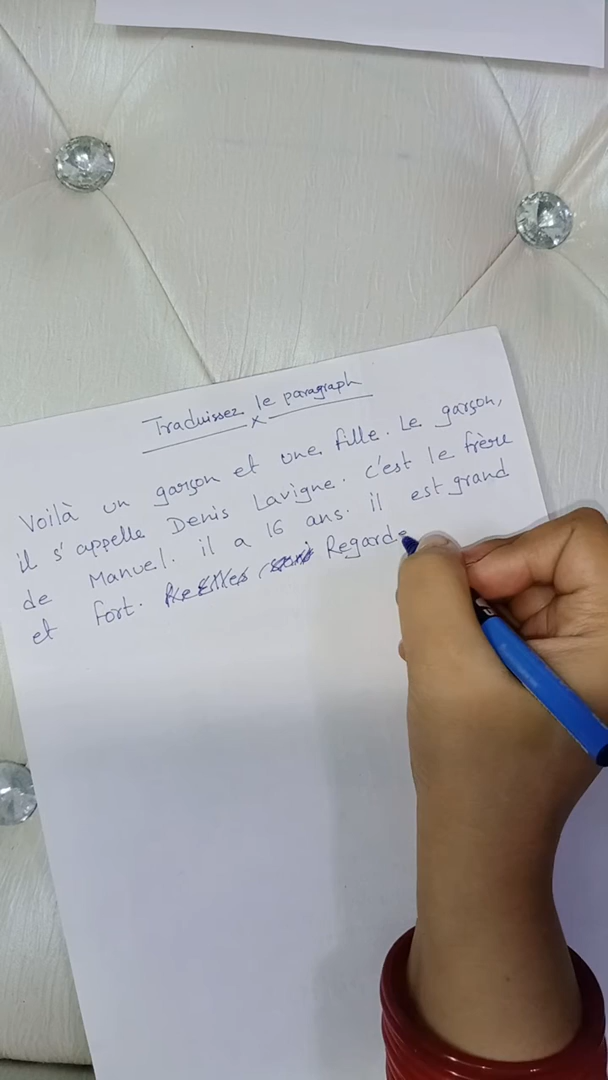 Traduissez le paragraph
Voilà un garçon et une fille. Le garçon,
il s'appelle Denis Lavigne. c'est le frère
de Manuel. il a 16 ans. il est grand
et fort. Regarde